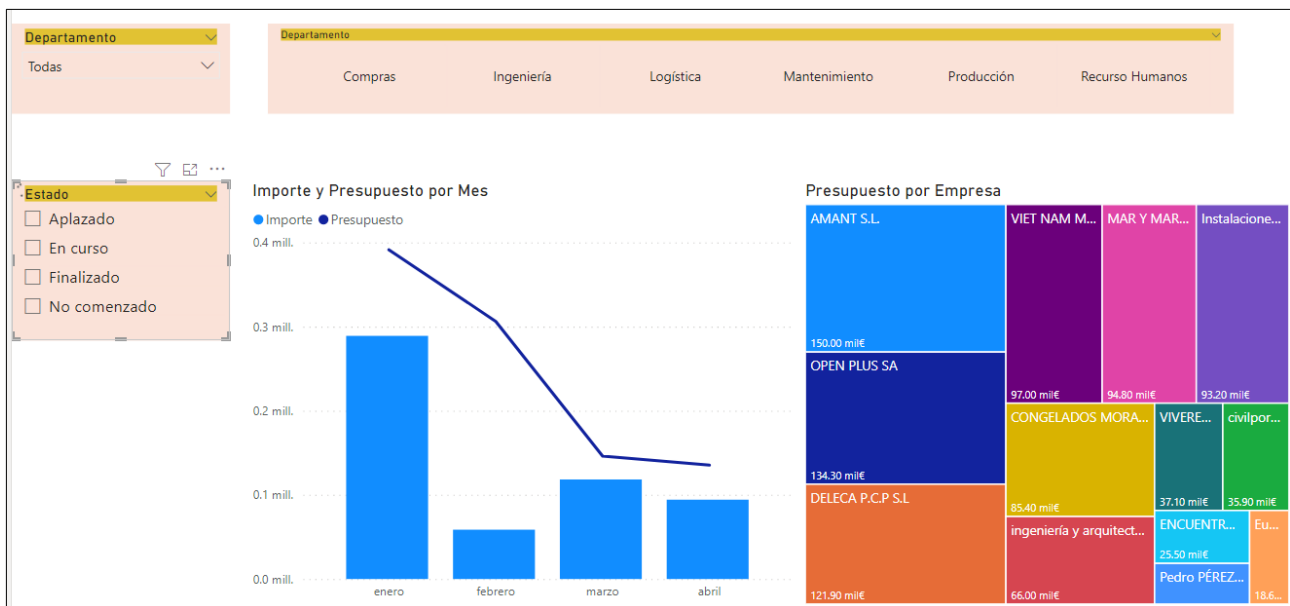 Departamento
Todas
Departamento
Compras
Ingeniería
Logística
Mantenimiento
Producción
Recurso Humanos
Estado
Aplazado
En curso
Finalizado
No comenzado
Importe y Presupuesto por Mes
Importe
Presupuesto
0.4 mill.
0.3 mill.
0.2 mill.
0.1 mill.
0.0 mill.
enero
febrero
marzo
abril
Presupuesto por Empresa
AMANT S.L.
150.00 mil€
OPEN PLUS SA
134.30 mil€
DELECA P.C.P S.L
121.90 mil€
VIET NAM M...
97.00 mil€
MAR Y MAR...
94.80 mil€
Instalacione...
93.20 mil€
CONGELADOS MORA...
85.40 mil€
ingeniería y arquitect...
66.00 mil€
VIVERE...
37.10 mil€
civilpor...
35.90 mil€
ENCUENTR...
25.50 mil€
Pedro PÉREZ...
Eu...
18.6...